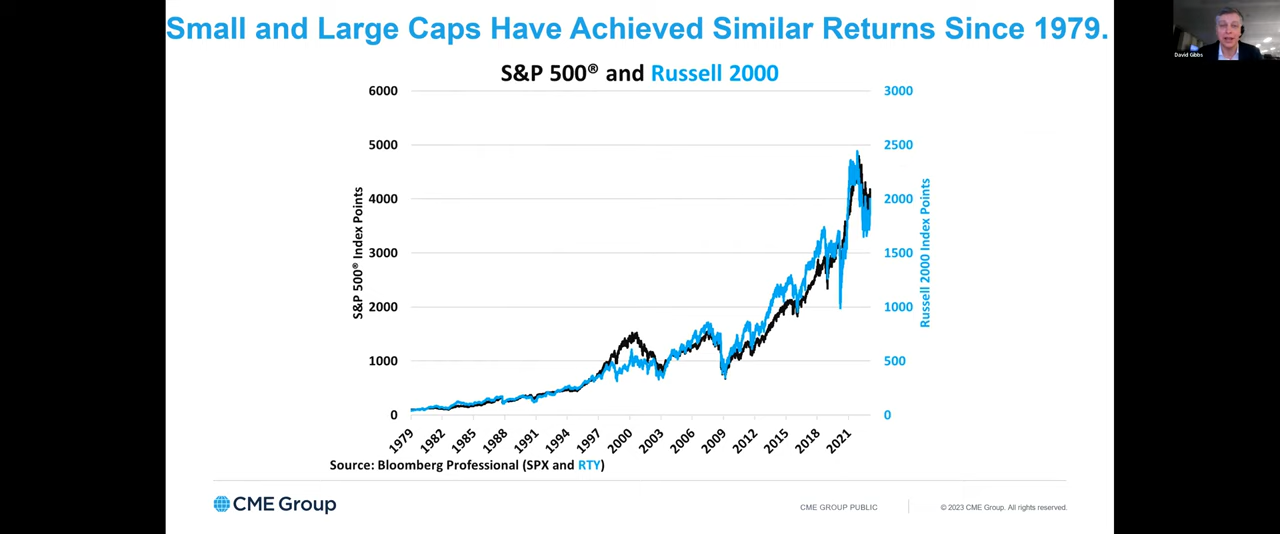 Small and Large Caps Have Achieved Similar Returns Since 1979.
David Gibbs
S&P 500® and Russell 2000
6000
5000
4000
3000
2000
1000
0
S&P 500® Index Points
3000
2500
2000
1500
1000
500
0
Russell 2000 Index Points
1979 1982 1985 1988 1991 1994 1997 2000 2003 2006 2009 2012 2015 2018 2021
Source: Bloomberg Professional (SPX and RTY)
CME Group
CME GROUP PUBLIC
© 2023 CME Group. All rights reserved.